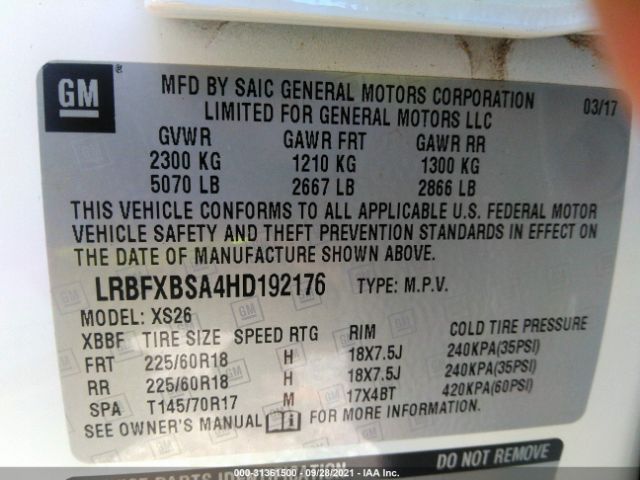 GM
MFD BY SAIC GENERAL MOTORS CORPORATION
LIMITED FOR GENERAL MOTORS LLC
03/17
GVWR GAWR FRT GAWR RR
2300 KG 1210 KG 1300 KG
5070 LB 2667 LB 2866 LB
THIS VEHICLE CONFORMS TO ALL APPLICABLE U.S. FEDERAL MOTOR
VEHICLE SAFETY AND THEFT PREVENTION STANDARDS IN EFFECT ON
THE DATE OF MANUFACTURE SHOWN ABOVE.
LRBFXBSA4HD192176 TYPE: M.P.V.
MODEL: XS26
XBBF TIRE SIZE SPEED RTG RIM COLD TIRE PRESSURE
FRT 225/60R18 H 18X7.5J 240KPA(35PSI)
RR 225/60R18 H 18X7.5J 240KPA(35PSI)
SPA T145/70R17 M 17X4BT 420KPA(60PSI)
SEE OWNER'S MANUAL FOR MORE INFORMATION.
DO NOT REMOVE
PARTS IDENTIFICATION
000-31361500 - 09/28/2021 - IAA Inc.